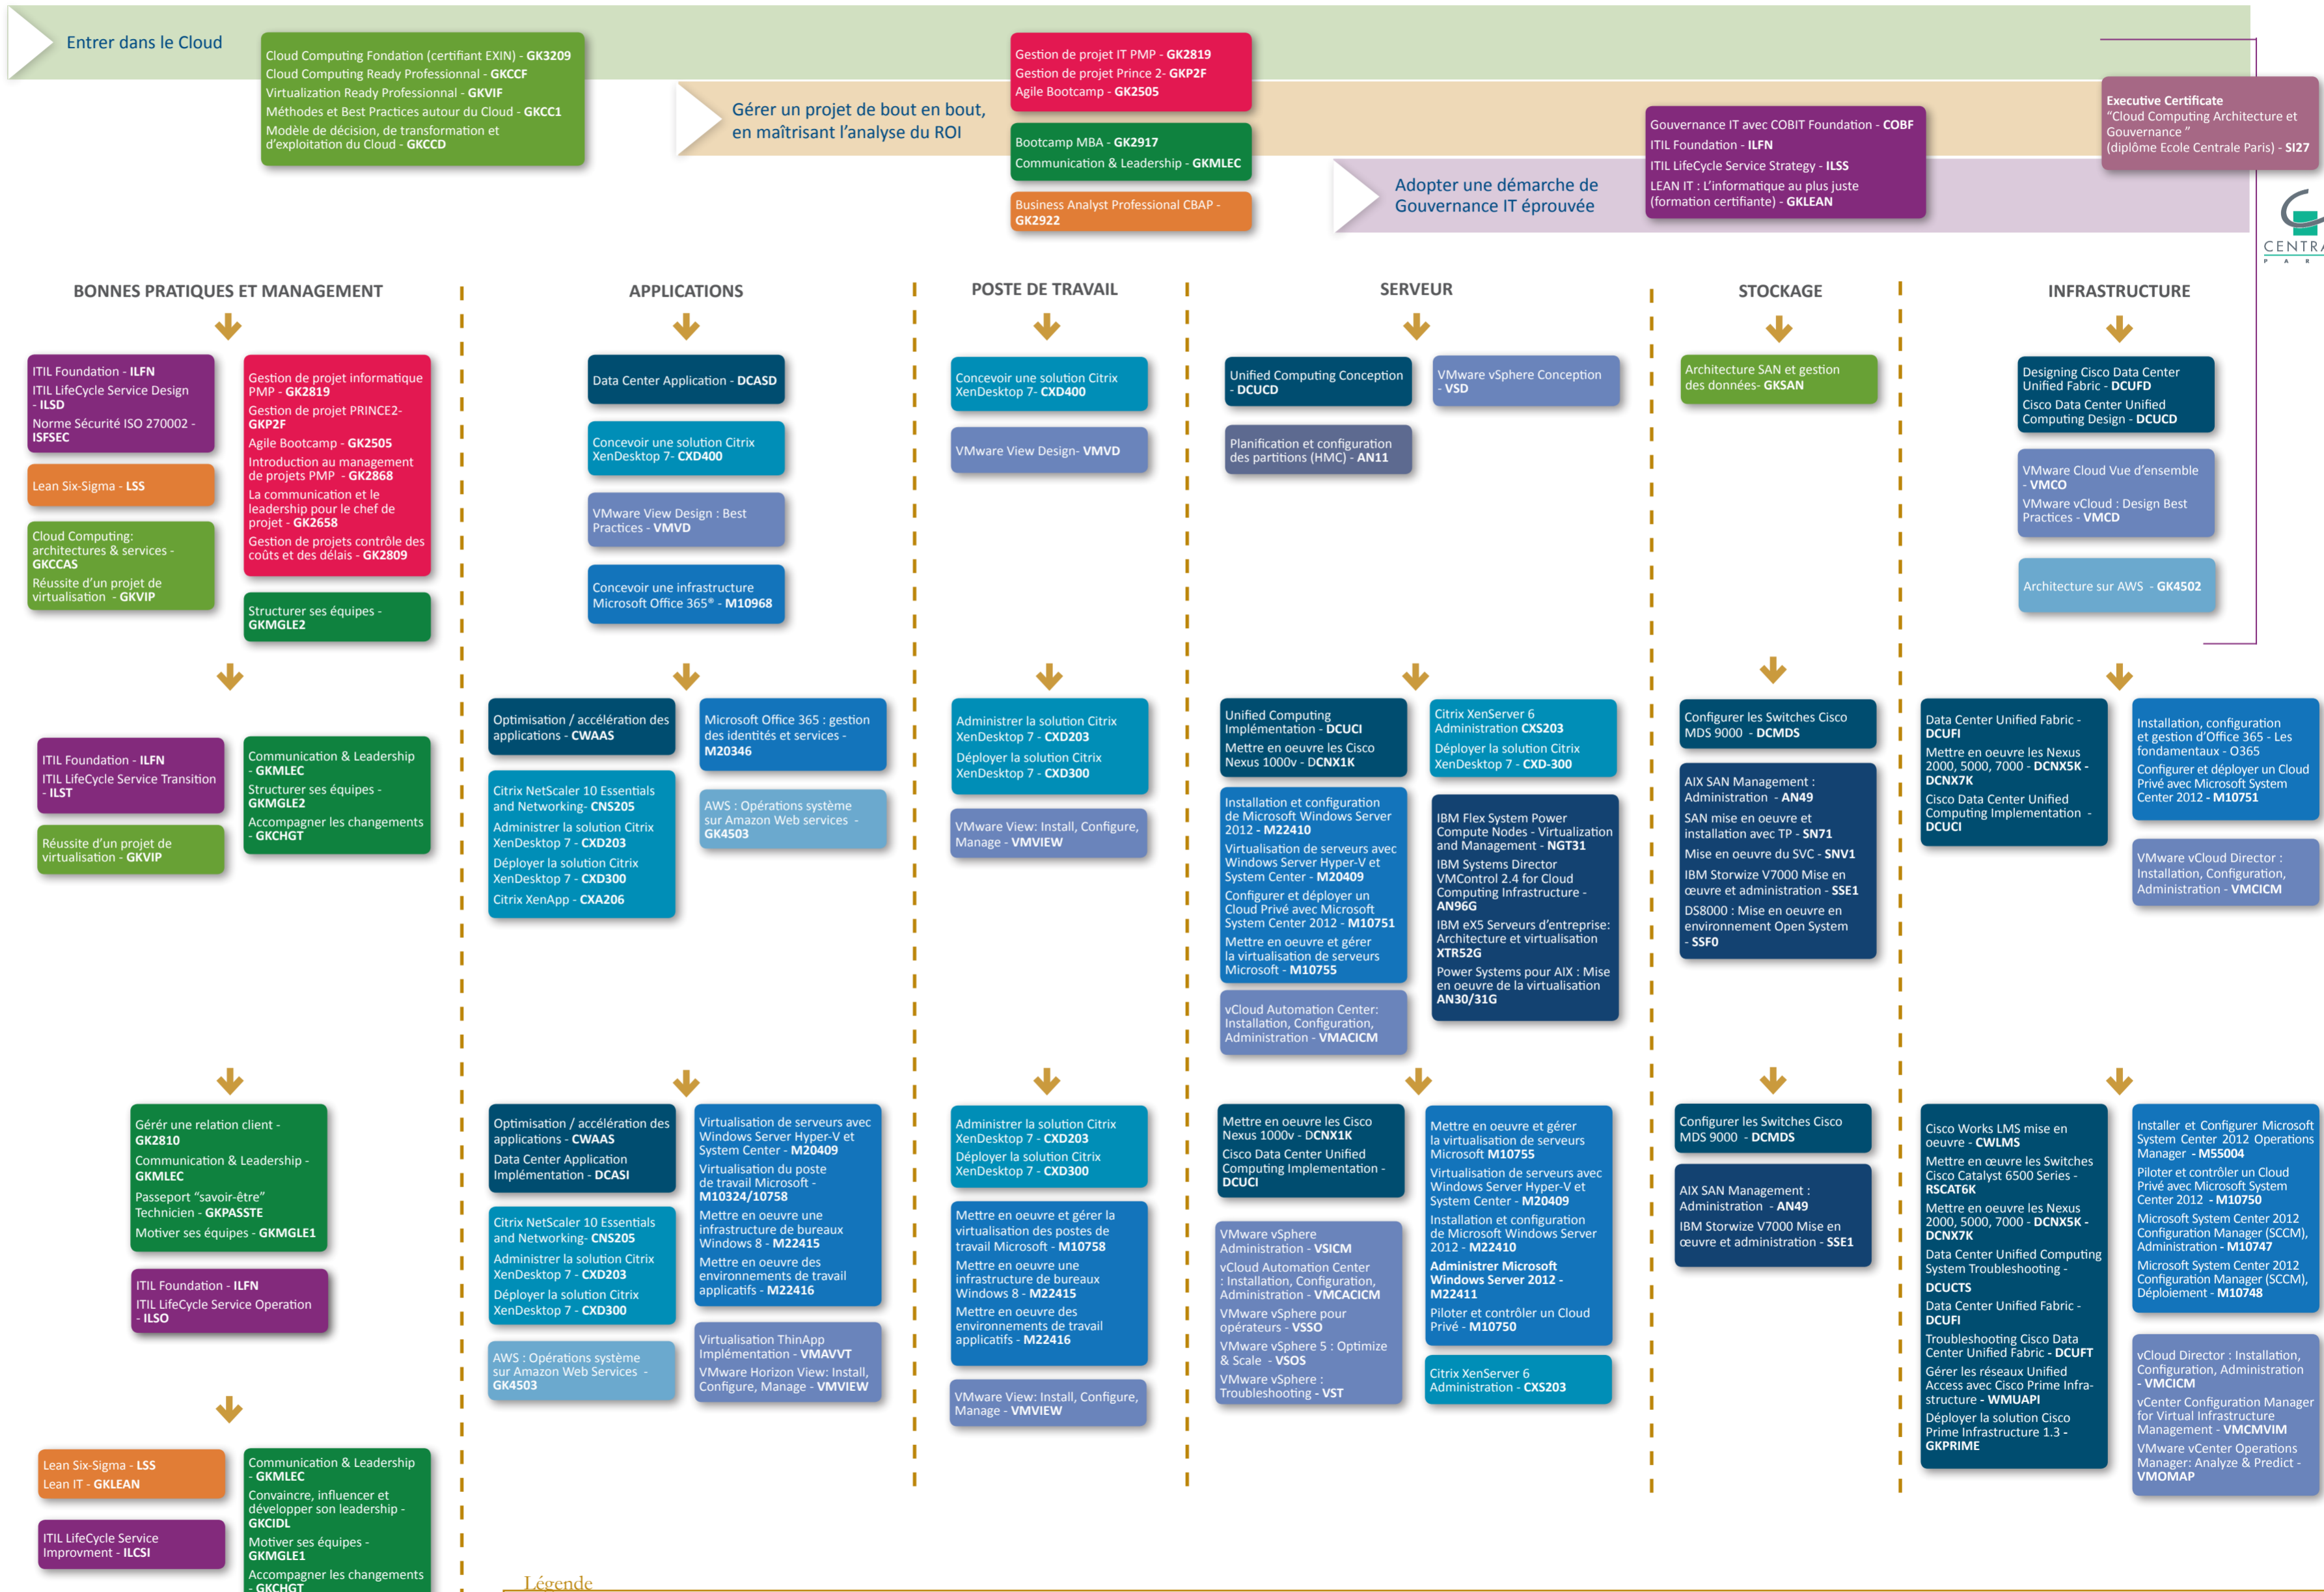 Entrer dans le Cloud
Cloud Computing Fondation (certifiant EXIN) - GK3209
Cloud Computing Ready Professionnal - GKCCF
Virtualization Ready Professionnal - GKVIF
Méthodes et Best Practices autour du Cloud - GKCC1
Modèle de décision, de transformation et
d'exploitation du Cloud - GKCCD
Gérer un projet de bout en bout,
en maîtrisant l'analyse du ROI
Gestion de projet IT PMP - GK2819
Gestion de projet Prince 2- GKP2F
Agile Bootcamp - GK2505
Bootcamp MBA - GK2917
Communication & Leadership - GKMLEC
Business Analyst Professional CBAP -
GK2922
Adopter une démarche de
Gouvernance IT éprouvée
Gouvernance IT avec COBIT Foundation - COBF
ITIL Foundation - ILFN
ITIL LifeCycle Service Strategy - ILSS
LEAN IT : L'informatique au plus juste
(formation certifiante) - GKLEAN
Executive Certificate
"Cloud Computing Architecture et
Gouvernance "
(diplôme Ecole Centrale Paris) - SI27
BONNES PRATIQUES ET MANAGEMENT
ITIL Foundation - ILFN
ITIL LifeCycle Service Design
- ILSD
Norme Sécurité ISO 270002 -
ISFSEC
Lean Six-Sigma - LSS
Cloud Computing:
architectures & services -
GKCCAS
Réussite d'un projet de
virtualisation - GKVIP
Gestion de projet informatique
PMP - GK2819
Gestion de projet PRINCE2-
GKP2F
Agile Bootcamp - GK2505
Introduction au management
de projets PMP - GK2868
La communication et le
leadership pour le chef de
projet - GK2658
Gestion de projets contrôle des
coûts et des délais - GK2809
Structurer ses équipes -
GKMGLE2
ITIL Foundation - ILFN
ITIL LifeCycle Service Transition
- ILST
Réussite d'un projet de
virtualisation - GKVIP
Communication & Leadership
- GKMLEC
Structurer ses équipes -
GKMGLE2
Accompagner les changements
- GKCHGT
Gérér une relation client -
GK2810
Communication & Leadership -
GKMLEC
Passeport "savoir-être"
Technicien - GKPASSTE
Motiver ses équipes - GKMGLE1
ITIL Foundation - ILFN
ITIL LifeCycle Service Operation
- ILSO
Lean Six-Sigma - LSS
Lean IT - GKLEAN
ITIL LifeCycle Service
Improvment - ILCSI
Communication & Leadership
- GKMLEC
Convaincre, influencer et
développer son leadership -
GKCIDL
Motiver ses équipes -
GKMGLE1
Accompagner les changements
- GKCHGT
APPLICATIONS
Data Center Application - DCASD
Concevoir une solution Citrix
XenDesktop 7- CXD400
VMware View Design : Best
Practices - VMVD
Concevoir une infrastructure
Microsoft Office 365® - M10968
Optimisation / accélération des
applications - CWAAS
Citrix NetScaler 10 Essentials
and Networking- CNS205
Administrer la solution Citrix
XenDesktop 7 - CXD203
Déployer la solution Citrix
XenDesktop 7 - CXD300
Citrix XenApp - CXA206
Microsoft Office 365 : gestion
des identités et services -
M20346
AWS : Opérations système
sur Amazon Web services -
GK4503
Optimisation / accélération des
applications - CWAAS
Data Center Application
Implémentation - DCASI
Citrix NetScaler 10 Essentials
and Networking- CNS205
Administrer la solution Citrix
XenDesktop 7 - CXD203
Déployer la solution Citrix
XenDesktop 7 - CXD300
AWS : Opérations système
sur Amazon Web Services -
GK4503
Virtualisation de serveurs avec
Windows Server Hyper-V et
System Center - M20409
Virtualisation du poste
de travail Microsoft -
M10324/10758
Mettre en oeuvre une
infrastructure de bureaux
Windows 8 - M22415
Mettre en oeuvre des
environnements de travail
applicatifs - M22416
Virtualisation ThinApp
Implémentation - VMAVVT
VMware Horizon View: Install,
Configure, Manage - VMVIEW
POSTE DE TRAVAIL
Concevoir une solution Citrix
XenDesktop 7- CXD400
VMware View Design- VMVD
Administrer la solution Citrix
XenDesktop 7 - CXD203
Déployer la solution Citrix
XenDesktop 7 - CXD300
VMware View: Install, Configure,
Manage - VMVIEW
Administrer la solution Citrix
XenDesktop 7 - CXD203
Déployer la solution Citrix
XenDesktop 7 - CXD300
Mettre en oeuvre et gérer la
virtualisation des postes de
travail Microsoft - M10758
Mettre en oeuvre une
infrastructure de bureaux
Windows 8 - M22415
Mettre en oeuvre des
environnements de travail
applicatifs - M22416
VMware View: Install, Configure,
Manage - VMVIEW
SERVEUR
Unified Computing Conception
- DCUCD
Planification et configuration
des partitions (HMC) - AN11
VMware vSphere Conception
- VSD
Unified Computing
Implémentation - DCUCI
Mettre en oeuvre les Cisco
Nexus 1000v - DCNX1K
Installation et configuration
de Microsoft Windows Server
2012 - M22410
Virtualisation de serveurs avec
Windows Server Hyper-V et
System Center - M20409
Configurer et déployer un
Cloud Privé avec Microsoft
System Center 2012 - M10751
Mettre en oeuvre et gérer
la virtualisation de serveurs
Microsoft - M10755
vCloud Automation Center:
Installation, Configuration,
Administration - VMACICM
Citrix XenServer 6
Administration CXS203
Déployer la solution Citrix
XenDesktop 7 - CXD-300
IBM Flex System Power
Compute Nodes - Virtualization
and Management - NGT31
IBM Systems Director
VMControl 2.4 for Cloud
Computing Infrastructure -
AN96G
IBM eX5 Serveurs d'entreprise:
Architecture et virtualisation
XTR52G
Power Systems pour AIX : Mise
en oeuvre de la virtualisation
AN30/31G
Mettre en oeuvre les Cisco
Nexus 1000v - DCNX1K
Cisco Data Center Unified
Computing Implementation -
DCUCI
VMware vSphere
Administration - VSICM
vCloud Automation Center
: Installation, Configuration,
Administration - VMCACICM
VMware vSphere pour
opérateurs - VSSO
VMware vSphere 5 : Optimize
& Scale - VSOS
VMware vSphere :
Troubleshooting - VST
Mettre en oeuvre et gérer
la virtualisation de serveurs
Microsoft M10755
Virtualisation de serveurs avec
Windows Server Hyper-V et
System Center - M20409
Installation et configuration
de Microsoft Windows Server
2012 - M22410
Administrer Microsoft
Windows Server 2012 -
M22411
Piloter et contrôler un Cloud
Privé - M10750
Citrix XenServer 6
Administration - CXS203
STOCKAGE
Architecture SAN et gestion
des données- GKSAN
Configurer les Switches Cisco
MDS 9000 - DCMDS
AIX SAN Management :
Administration - AN49
SAN mise en oeuvre et
installation avec TP - SN71
Mise en oeuvre du SVC - SNV1
IBM Storwize V7000 Mise en
œuvre et administration - SSE1
DS8000 : Mise en oeuvre en
environnement Open System
- SSF0
Configurer les Switches Cisco
MDS 9000 - DCMDS
AIX SAN Management :
Administration - AN49
IBM Storwize V7000 Mise en
œuvre et administration - SSE1
INFRASTRUCTURE
Designing Cisco Data Center
Unified Fabric - DCUFD
Cisco Data Center Unified
Computing Design - DCUCD
VMware Cloud Vue d'ensemble
- VMCO
VMware vCloud : Design Best
Practices - VMCD
Architecture sur AWS - GK4502
Data Center Unified Fabric -
DCUFI
Mettre en oeuvre les Nexus
2000, 5000, 7000 - DCNX5K -
DCNX7K
Cisco Data Center Unified
Computing Implementation -
DCUCI
Installation, configuration
et gestion d'Office 365 - Les
fondamentaux - O365
Configurer et déployer un Cloud
Privé avec Microsoft System
Center 2012 - M10751
VMware vCloud Director :
Installation, Configuration,
Administration - VMCICM
Cisco Works LMS mise en
oeuvre - CWLMS
Mettre en œuvre les Switches
Cisco Catalyst 6500 Series -
RSCAT6K
Mettre en oeuvre les Nexus
2000, 5000, 7000 - DCNX5K -
DCNX7K
Data Center Unified Computing
System Troubleshooting -
DCUCTS
Data Center Unified Fabric -
DCUFI
Troubleshooting Cisco Data
Center Unified Fabric - DCUFT
Gérer les réseaux Unified
Access avec Cisco Prime Infra-
structure - WMUAPI
Déployer la solution Cisco
Prime Infrastructure 1.3 -
GKPRIME
Installer et Configurer Microsoft
System Center 2012 Operations
Manager - M55004
Piloter et contrôler un Cloud
Privé avec Microsoft System
Center 2012 - M10750
Microsoft System Center 2012
Configuration Manager (SCCM),
Administration - M10747
Microsoft System Center 2012
Configuration Manager (SCCM),
Déploiement - M10748
vCloud Director : Installation,
Configuration, Administration
- VMCICM
vCenter Configuration Manager
for Virtual Infrastructure
Management - VMCMVIM
VMware vCenter Operations
Manager: Analyze & Predict -
VMOMAP
Légende